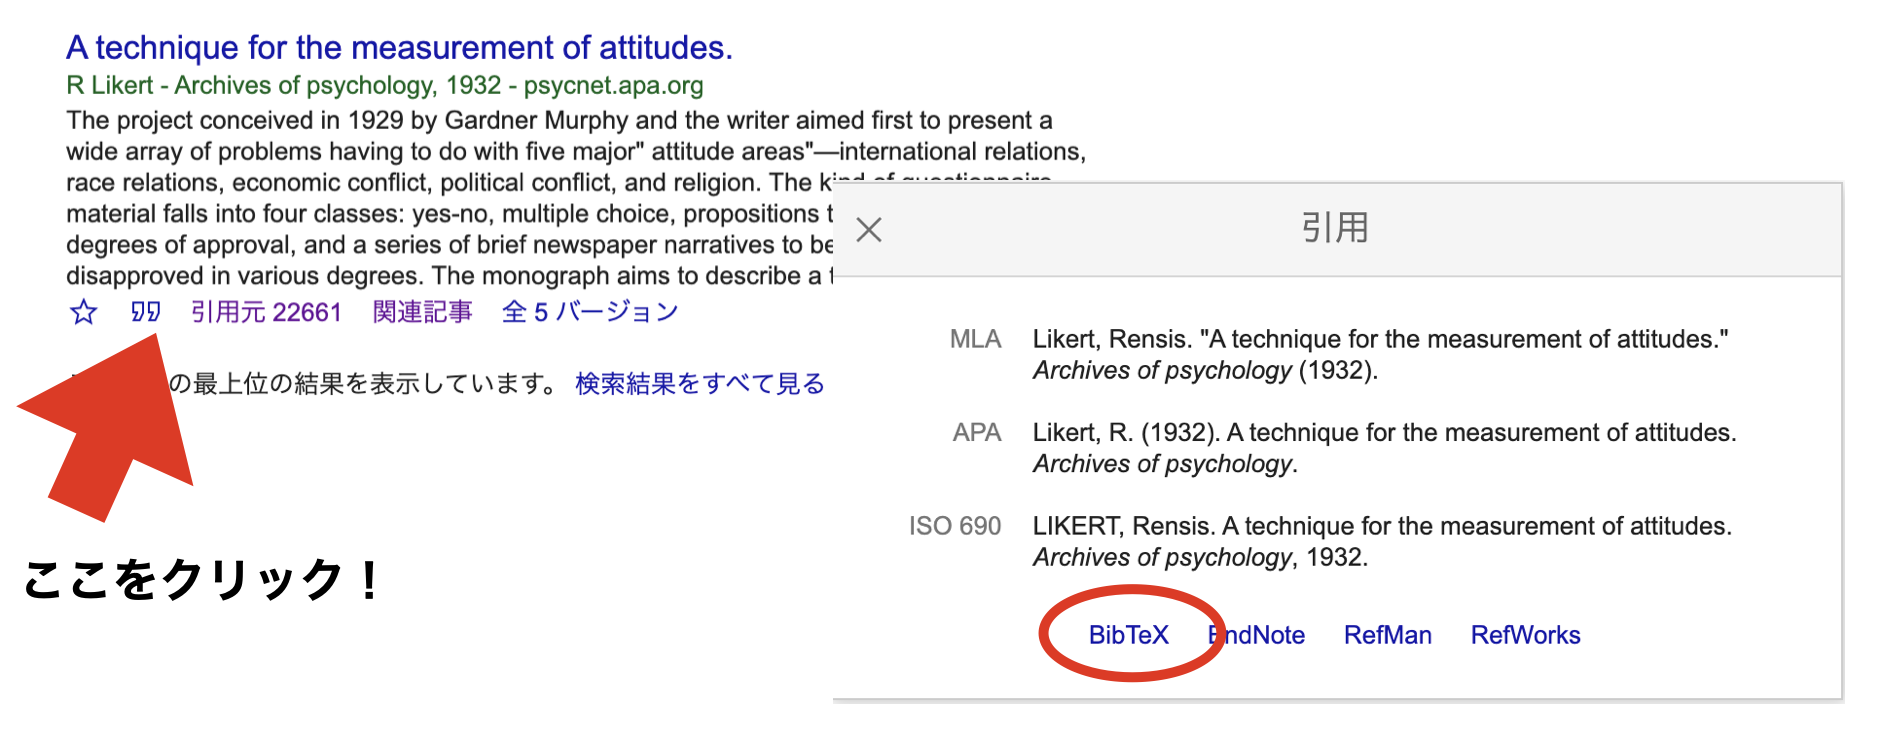 A technique for the measurement of attitudes.
R Likert - Archives of psychology, 1932 - psycnet.apa.org
The project conceived in 1929 by Gardner Murphy and the writer aimed first to present a
wide array of problems having to do with five major" attitude areas"—international relations,
race relations, economic conflict, political conflict, and religion. The kind of questionnaire
material falls into four classes: yes-no, multiple choice, propositions
degrees of approval, and a series of brief newspaper narratives to be
disapproved in various degrees. The monograph aims to describe a
引用元 22661 関連記事 全 5 バージョン
の最上位の結果を表示しています。 検索結果をすべて見る
ここをクリック！
引用
MLA Likert, Rensis. "A technique for the measurement of attitudes."
Archives of psychology (1932).
APA Likert, R. (1932). A technique for the measurement of attitudes.
Archives of psychology.
ISO 690 LIKERT, Rensis. A technique for the measurement of attitudes.
Archives of psychology, 1932.
BibTeX EndNote RefMan RefWorks